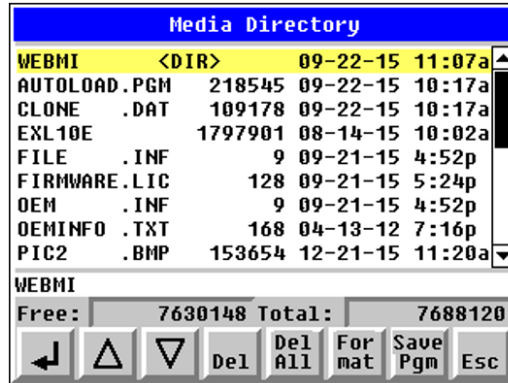 Media Directory
WEBMI <DIR> 09-22-15 11:07a
AUTOLOAD.PGM 218545 09-22-15 10:17a
CLONE .DAT 109178 09-22-15 10:17a
EXL10E 1797901 08-14-15 10:02a
FILE .INF 9 09-21-15 4:52p
FIRMWARE.LIC 128 09-21-15 5:24p
OEM .INF 9 09-21-15 4:52p
OEMINFO .TXT 168 04-13-12 7:16p
PIC2 .BMP 153654 12-21-15 11:20a
WEBMI
Free: 7630148 Total: 7688120
Del Del All For mat Save Pgm Esc